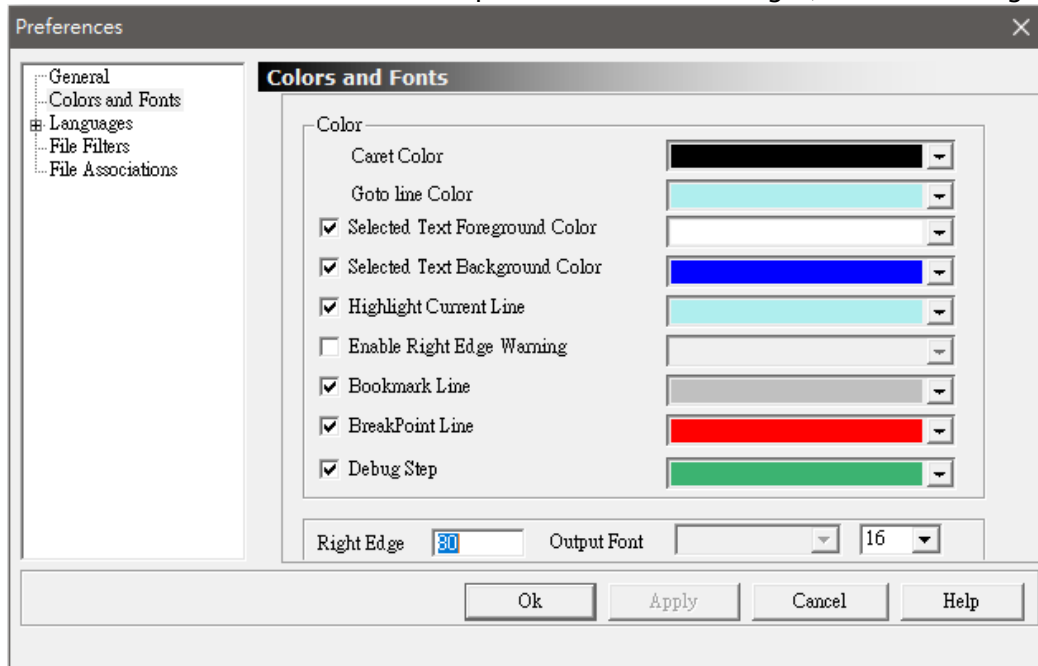 Preferences
General
Colors and Fonts
Languages
File Filters
File Associations
Colors and Fonts
Color
Caret Color
Goto line Color
Selected Text Foreground Color
Selected Text Background Color
Highlight Current Line
Enable Right Edge Warning
Bookmark Line
BreakPoint Line
Debug Step
Right Edge 80 Output Font 16
Ok Apply Cancel Help